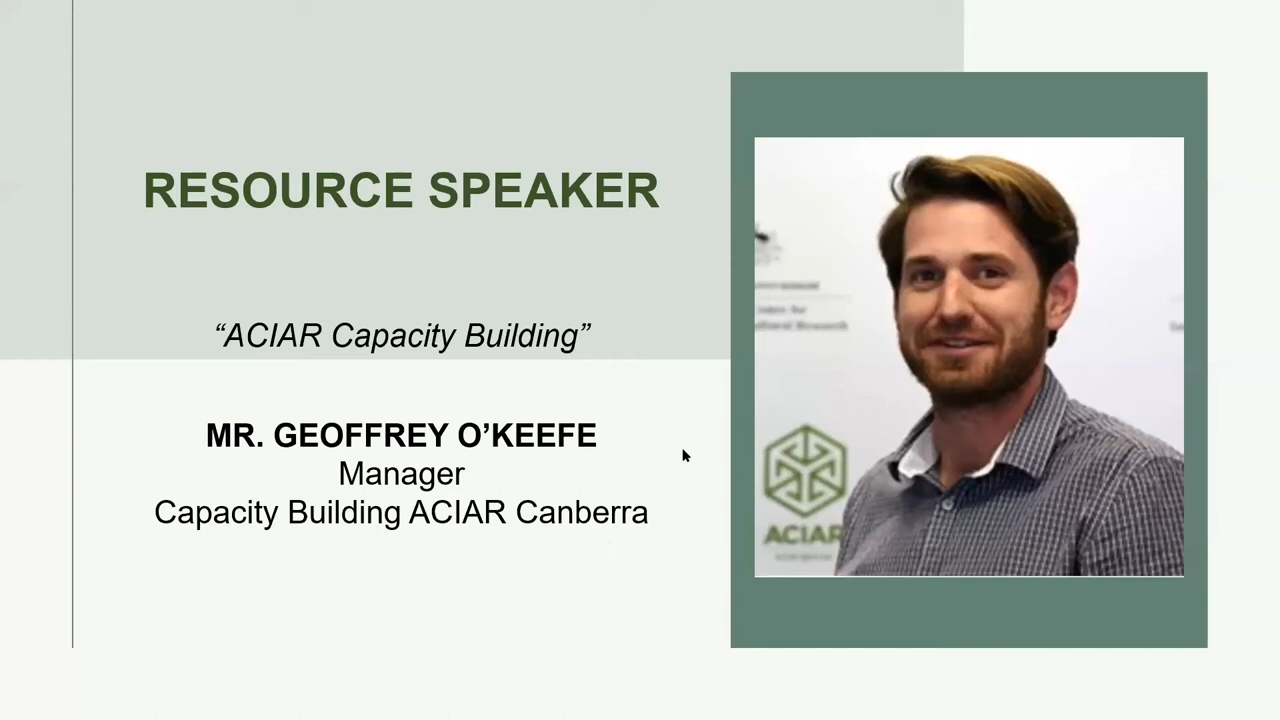 RESOURCE SPEAKER
“ACIAR Capacity Building”
MR. GEOFFREY O’KEEFE
Manager
Capacity Building ACIAR Canberra
ACIAR